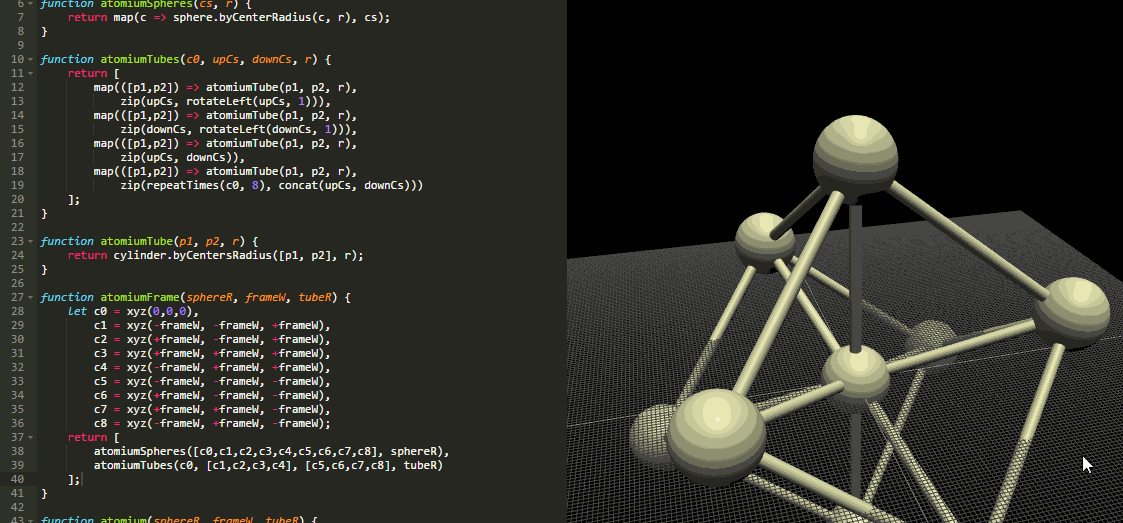 6 function atomiumSpheres(cs, r) {
7 return map(c => sphere.byCenterRadius(c, r), cs);
8 }
9
10 function atomiumTubes(c0, upCs, downCs, r) {
11 return [
12 map(([p1,p2]) => atomiumTube(p1, p2, r),
13 zip(upCs, rotateLeft(upCs, 1))),
14 map(([p1,p2]) => atomiumTube(p1, p2, r),
15 zip(downCs, rotateLeft(downCs, 1))),
16 map(([p1,p2]) => atomiumTube(p1, p2, r),
17 zip(upCs, downCs)),
18 map(([p1,p2]) => atomiumTube(p1, p2, r),
19 zip(repeatTimes(c0, 8), concat(upCs, downCs)))
20 ];
21 }
22
23 function atomiumTube(p1, p2, r) {
24 return cylinder.byCentersRadius([p1, p2], r);
25 }
26
27 function atomiumFrame(sphereR, frameW, tubeR) {
28 let c0 = xyz(0,0,0),
29 c1 = xyz(-frameW, -frameW, +frameW),
30 c2 = xyz(+frameW, -frameW, +frameW),
31 c3 = xyz(+frameW, +frameW, +frameW),
32 c4 = xyz(-frameW, +frameW, +frameW),
33 c5 = xyz(-frameW, -frameW, -frameW),
34 c6 = xyz(+frameW, -frameW, -frameW),
35 c7 = xyz(+frameW, +frameW, -frameW),
36 c8 = xyz(-frameW, +frameW, -frameW);
37 return [
38 atomiumSpheres([c0,c1,c2,c3,c4,c5,c6,c7,c8], sphereR),
39 atomiumTubes(c0, [c1,c2,c3,c4], [c5,c6,c7,c8], tubeR)
40 ];
41 }
42
43 function atomium(sphereR, frameW, tubeR) {